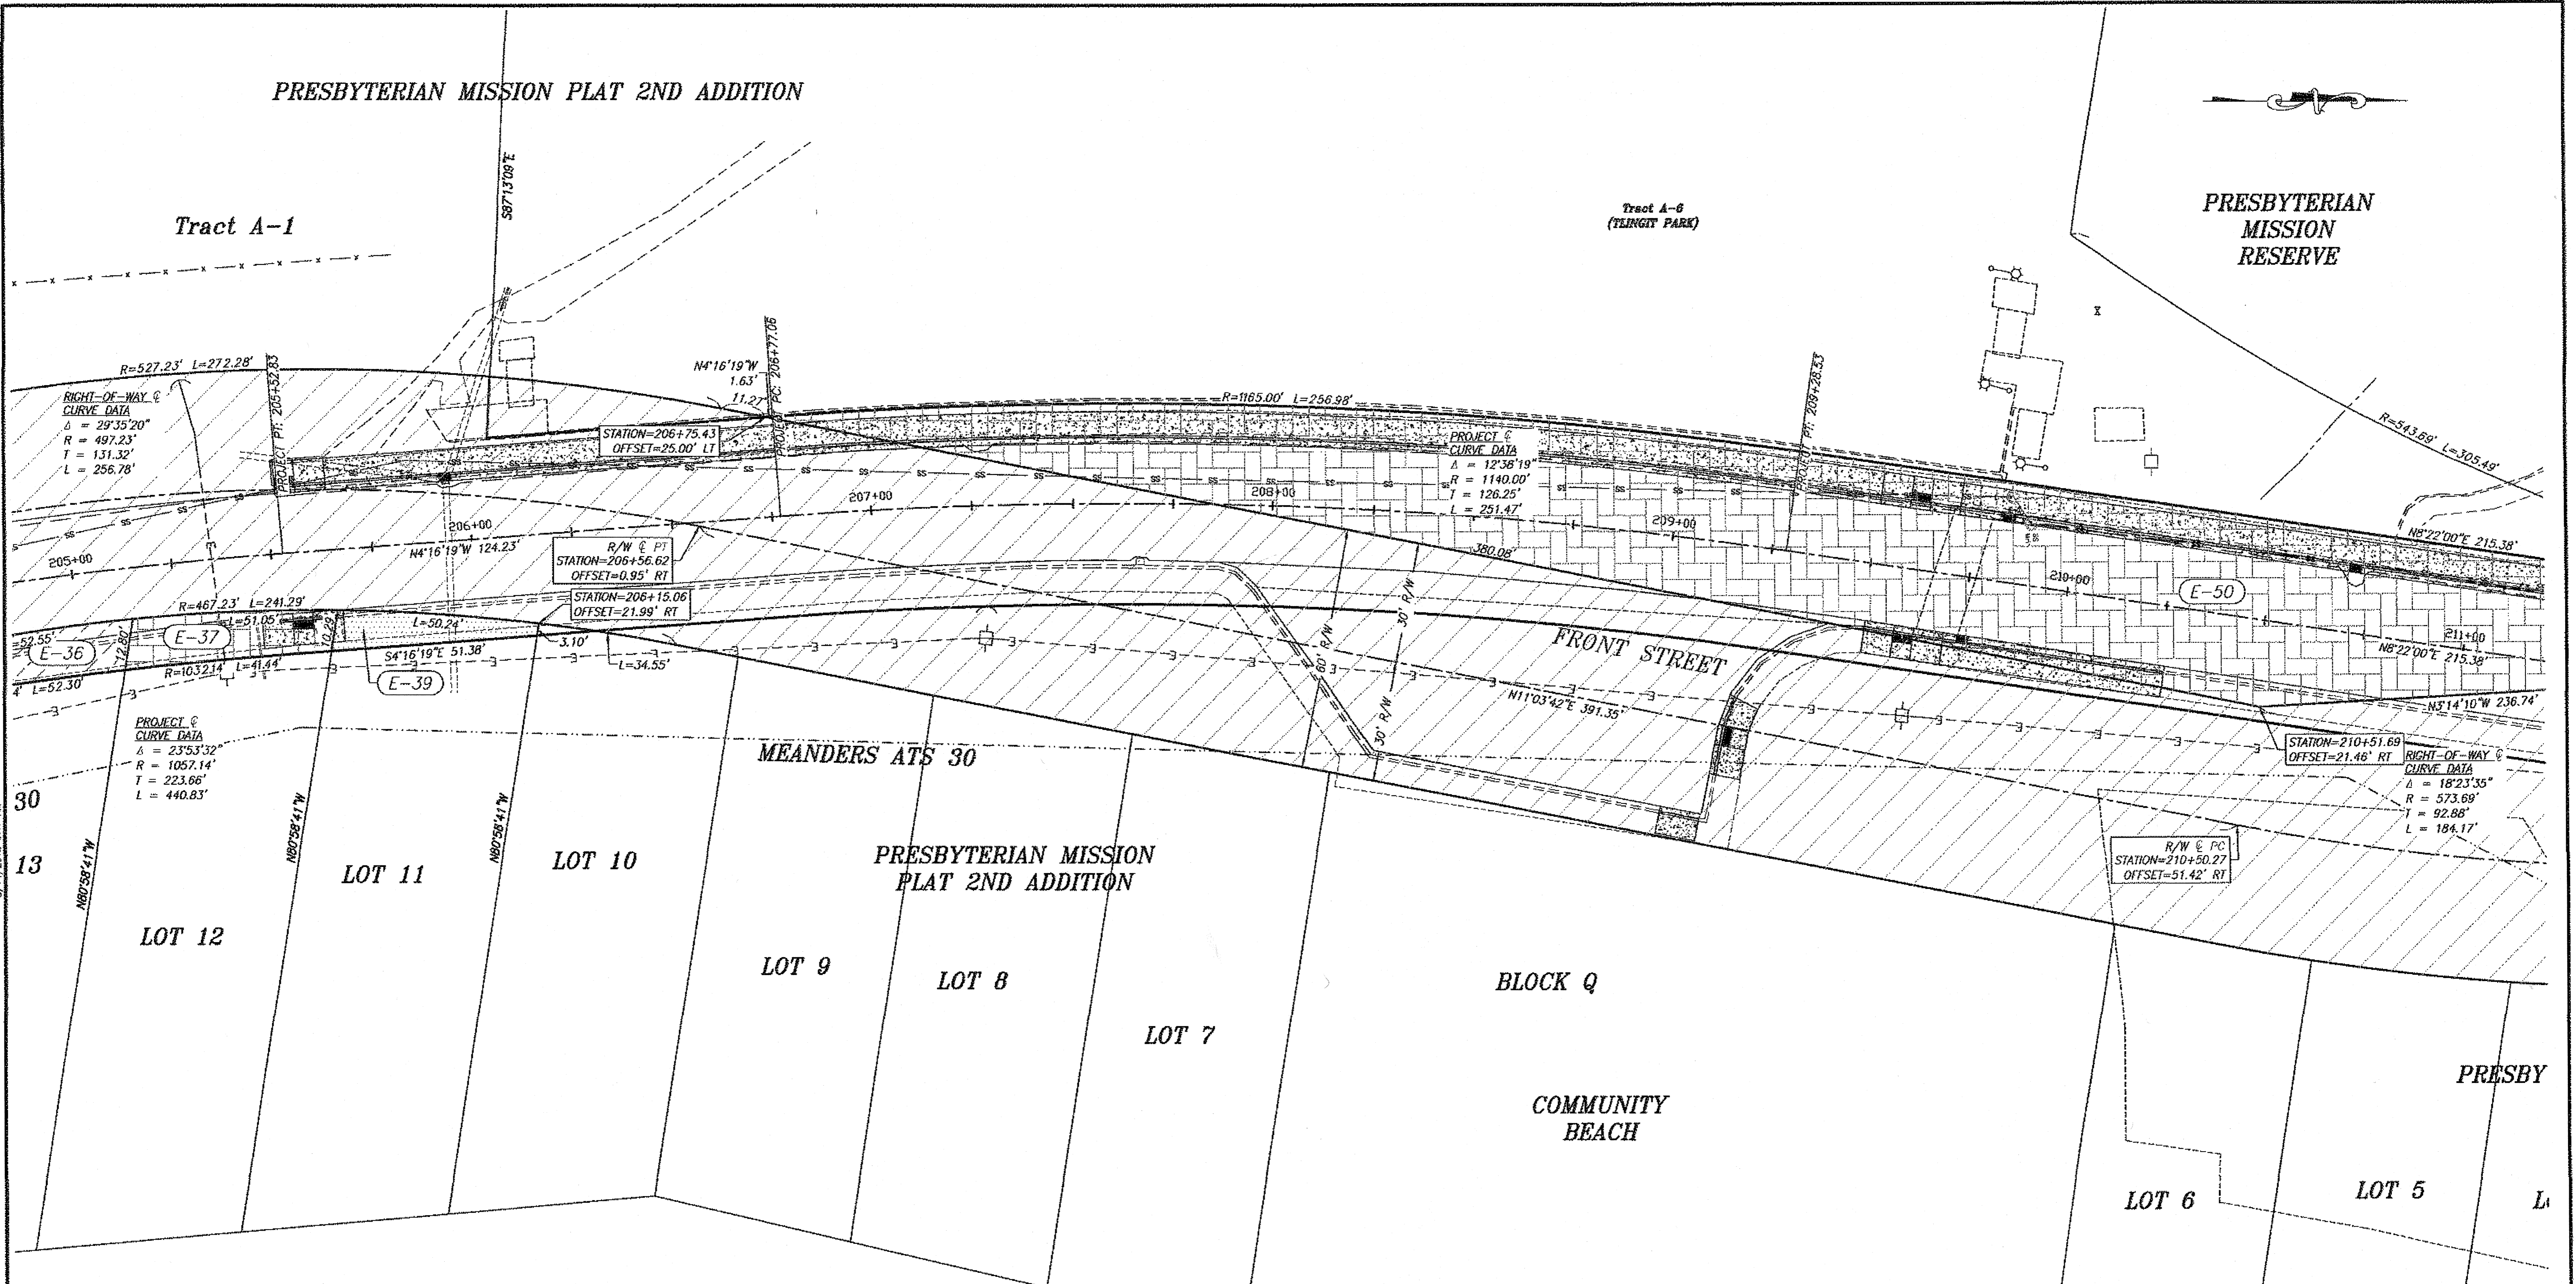 PRESBYTERIAN MISSION PLAT 2ND ADDITION
S87°13'09"E
Tract A-1
Tract A-6
(TLINGIT PARK)
PRESBYTERIAN
MISSION
RESERVE
R=527.23' L=272.28'
RIGHT-OF-WAY ℄
CURVE DATA
Δ = 29°35'20"
R = 497.23'
T = 131.32'
L = 256.78'
PROJECT PT: 205+52.83
N4°16'19"W
1.63'
11.27'
PROJECT PC: 206+77.06
STATION=206+75.43
OFFSET=25.00' LT
R=1165.00' L=256.98'
PROJECT ℄
CURVE DATA
Δ = 12°38'19"
R = 1140.00'
T = 126.25'
L = 251.47'
PROJECT PT: 209+28.53
R=543.69' L=305.49'
N8°22'00"E 215.38'
205+00
206+00
207+00
208+00
209+00
210+00
211+00
N4°16'19"W 124.23'
R/W ℄ PT
STATION=206+56.62
OFFSET=0.95' RT
STATION=206+15.06
OFFSET=21.99' RT
380.08'
E-50
N8°22'00"E 215.38'
N3°14'10"W 236.74'
R=467.23' L=241.29'
L=51.05'
10.29'
L=50.24'
52.55'
E-36
12.80'
E-37
R=1032.14' L=41.44'
4' L=52.30'
S4°16'19"E 51.38'
3.10'
L=34.55'
E-39
60' R/W
30' R/W
30' R/W
FRONT STREET
N11°03'42"E 391.35'
PROJECT ℄
CURVE DATA
Δ = 23°53'32"
R = 1057.14'
T = 223.66'
L = 440.83'
MEANDERS ATS 30
STATION=210+51.69
OFFSET=21.46' RT
RIGHT-OF-WAY ℄
CURVE DATA
Δ = 18°23'35"
R = 573.69'
T = 92.88'
L = 184.17'
R/W ℄ PC
STATION=210+50.27
OFFSET=51.42' RT
30
13
N80°58'41"W
N80°58'41"W
N80°58'41"W
LOT 12
LOT 11
LOT 10
PRESBYTERIAN MISSION
PLAT 2ND ADDITION
LOT 9
LOT 8
LOT 7
BLOCK Q
COMMUNITY
BEACH
PRESBY
LOT 6
LOT 5